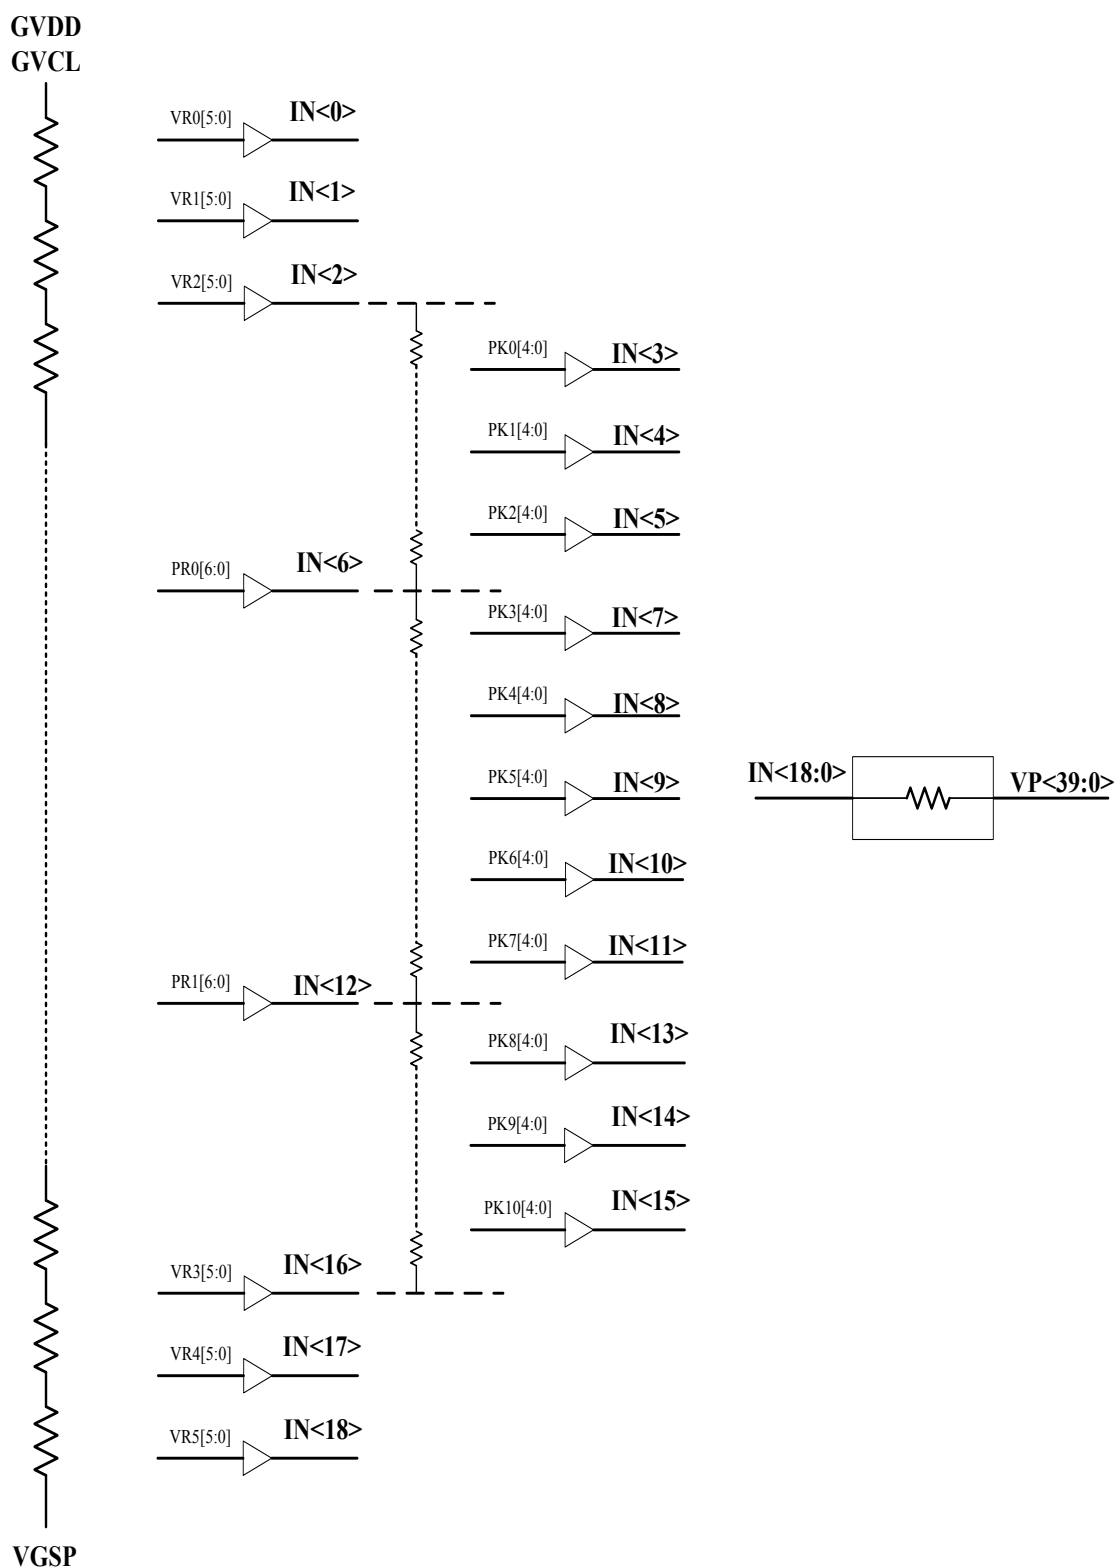 GVDD
GVCL
VR0[5:0]
IN<0>
VR1[5:0]
IN<1>
VR2[5:0]
IN<2>
PK0[4:0]
IN<3>
PK1[4:0]
IN<4>
PK2[4:0]
IN<5>
PR0[6:0]
IN<6>
PK3[4:0]
IN<7>
PK4[4:0]
IN<8>
PK5[4:0]
IN<9>
IN<18:0>
VP<39:0>
PK6[4:0]
IN<10>
PK7[4:0]
IN<11>
PR1[6:0]
IN<12>
PK8[4:0]
IN<13>
PK9[4:0]
IN<14>
PK10[4:0]
IN<15>
VR3[5:0]
IN<16>
VR4[5:0]
IN<17>
VR5[5:0]
IN<18>
VGSP